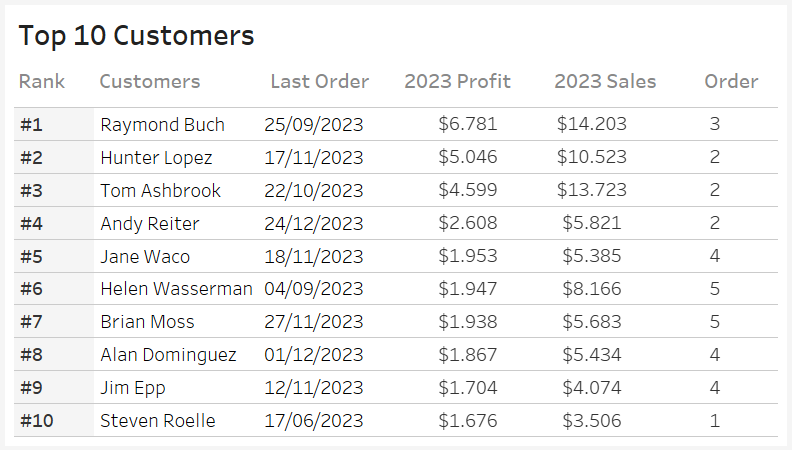 Top 10 Customers
Rank Customers Last Order 2023 Profit 2023 Sales Order
#1 Raymond Buch 25/09/2023 $6.781 $14.203 3
#2 Hunter Lopez 17/11/2023 $5.046 $10.523 2
#3 Tom Ashbrook 22/10/2023 $4.599 $13.723 2
#4 Andy Reiter 24/12/2023 $2.608 $5.821 2
#5 Jane Waco 18/11/2023 $1.953 $5.385 4
#6 Helen Wasserman 04/09/2023 $1.947 $8.166 5
#7 Brian Moss 27/11/2023 $1.938 $5.683 5
#8 Alan Dominguez 01/12/2023 $1.867 $5.434 4
#9 Jim Epp 12/11/2023 $1.704 $4.074 4
#10 Steven Roelle 17/06/2023 $1.676 $3.506 1